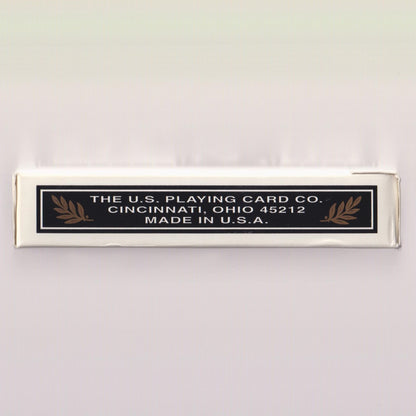 THE U.S. PLAYING CARD CO.
CINCINNATI, OHIO 45212
MADE IN U.S.A.